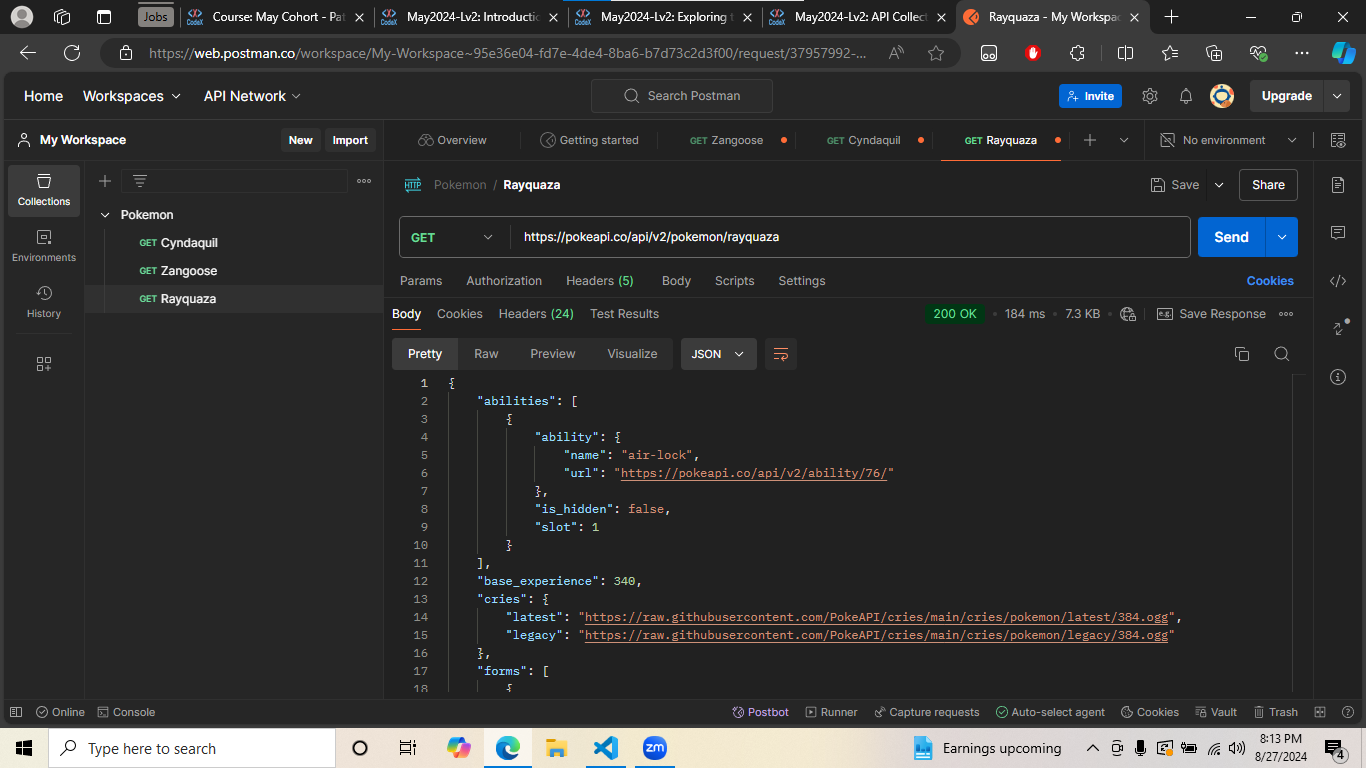 Jobs
Course: May Cohort - Pat
May2024-Lv2: Introductio
May2024-Lv2: Exploring t
May2024-Lv2: API Collect
Rayquaza - My Workspac
https://web.postman.co/workspace/My-Workspace~95e36e04-fd7e-4de4-8ba6-b7d73c2d3f00/request/37957992-...
Home
Workspaces
API Network
Search Postman
Invite
Upgrade
My Workspace
New
Import
Overview
Getting started
GET Zangoose
GET Cyndaquil
GET Rayquaza
No environment
Collections
Environments
History
Pokemon
GET Cyndaquil
GET Zangoose
GET Rayquaza
HTTP
Pokemon / Rayquaza
Save
Share
GET
https://pokeapi.co/api/v2/pokemon/rayquaza
Send
Params
Authorization
Headers (5)
Body
Scripts
Settings
Cookies
Body
Cookies
Headers (24)
Test Results
200 OK
184 ms
7.3 KB
e.g.
Save Response
Pretty
Raw
Preview
Visualize
JSON
1 {
2 "abilities": [
3 {
4 "ability": {
5 "name": "air-lock",
6 "url": "https://pokeapi.co/api/v2/ability/76/"
7 },
8 "is_hidden": false,
9 "slot": 1
10 }
11 ],
12 "base_experience": 340,
13 "cries": {
14 "latest": "https://raw.githubusercontent.com/PokeAPI/cries/main/cries/pokemon/latest/384.ogg",
15 "legacy": "https://raw.githubusercontent.com/PokeAPI/cries/main/cries/pokemon/legacy/384.ogg"
16 },
17 "forms": [
18 {
Online
Console
Postbot
Runner
Capture requests
Auto-select agent
Cookies
Vault
Trash
Type here to search
zm
Earnings upcoming
8:13 PM
8/27/2024
4